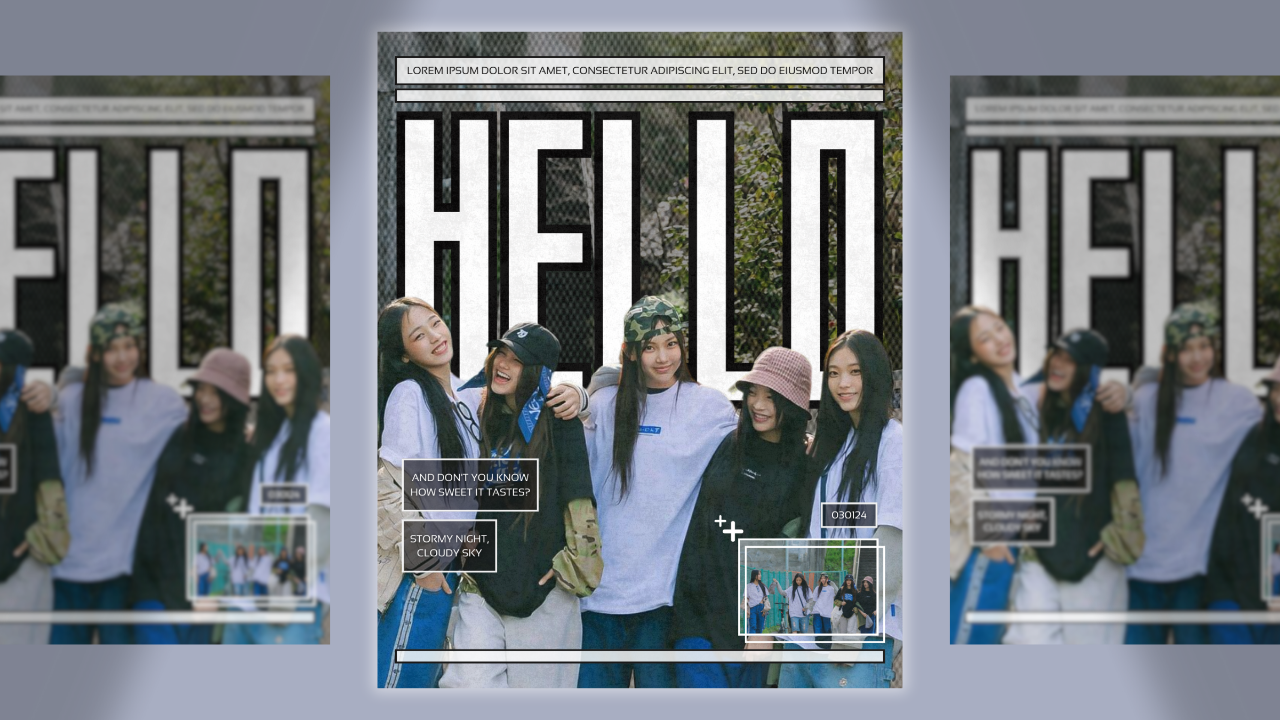 LOREM IPSUM DOLOR SIT AMET, CONSECTETUR ADIPISCING ELIT, SED DO EIUSMOD TEMPOR
HELLO
AND DON'T YOU KNOW
HOW SWEET IT TASTES?
STORMY NIGHT,
CLOUDY SKY
030124